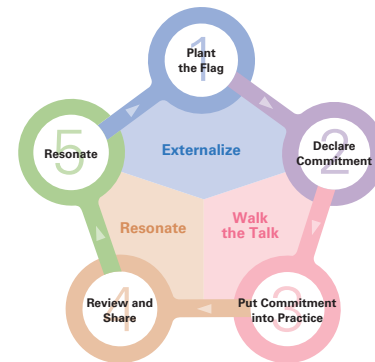 1
Plant
the Flag
2
Declare
Commitment
3
Put Commitment
into Practice
4
Review and
Share
5
Resonate
Externalize
Walk
the Talk
Resonate